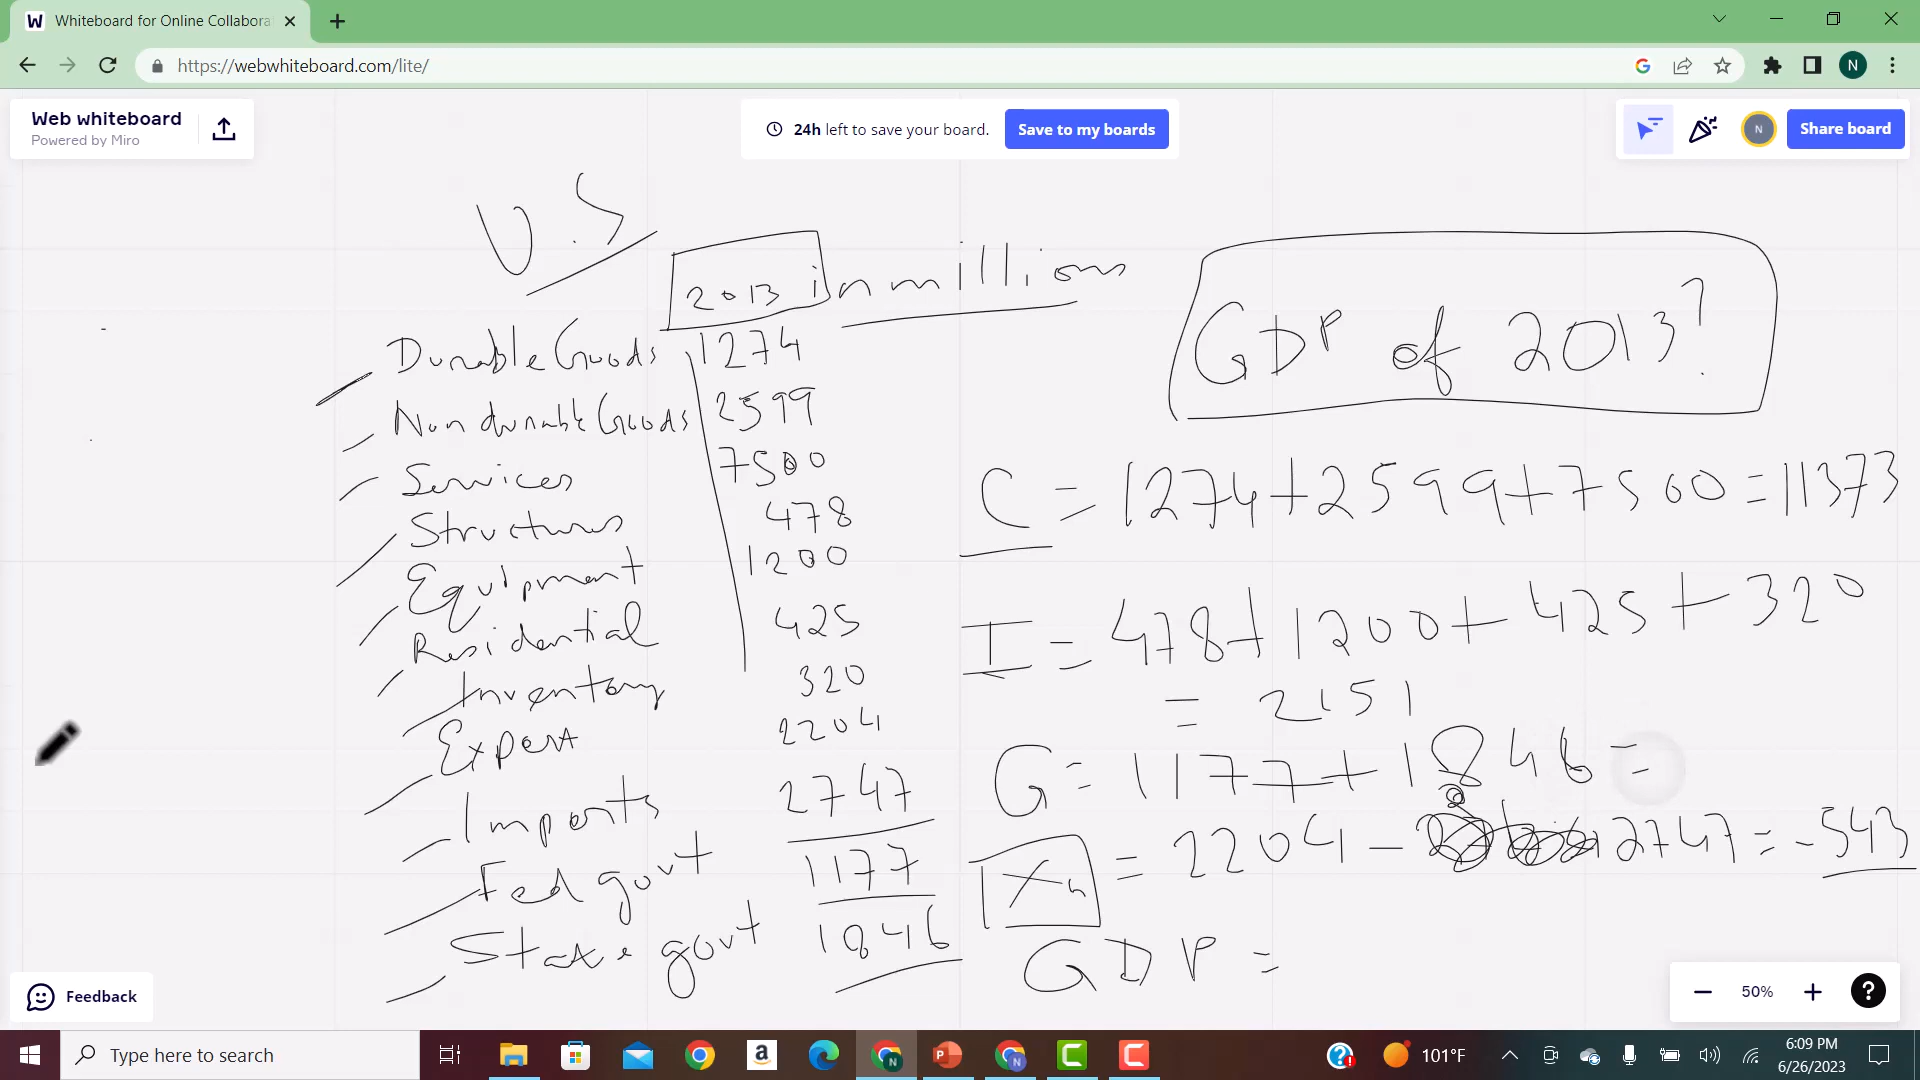 Whiteboard for Online Collabora
https://webwhiteboard.com/lite/
N
Web whiteboard
Powered by Miro
24h left to save your board.
Save to my boards
N
Share board
U.S
2013 in millions
Durable Goods 1274
Non durable Goods 2599
Services 7500
Structures 478
Equipment 1200
Residential 425
Inventory 320
Export 2204
Imports 2747
Fed govt 1177
State govt 1846
GDP of 2013?
C = 1274+2599+7500=11373
I = 478+1200+425+320
= 2151
G= 1177+1846 =
Xn = 2204 - 2747= -543
GDP =
Feedback
50%
Type here to search
101°F
6:09 PM
6/26/2023